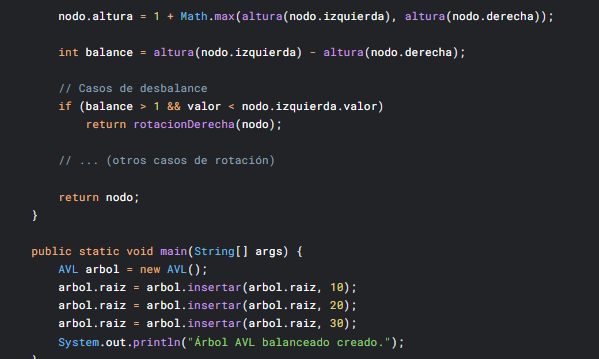 nodo.altura = 1 + Math.max(altura(nodo.izquierda), altura(nodo.derecha));
int balance = altura(nodo.izquierda) - altura(nodo.derecha);
// Casos de desbalance
if (balance > 1 && valor < nodo.izquierda.valor)
return rotacionDerecha(nodo);
// ... (otros casos de rotación)
return nodo;
}
public static void main(String[] args) {
AVL arbol = new AVL();
arbol.raiz = arbol.insertar(arbol.raiz, 10);
arbol.raiz = arbol.insertar(arbol.raiz, 20);
arbol.raiz = arbol.insertar(arbol.raiz, 30);
System.out.println("Árbol AVL balanceado creado.");
}